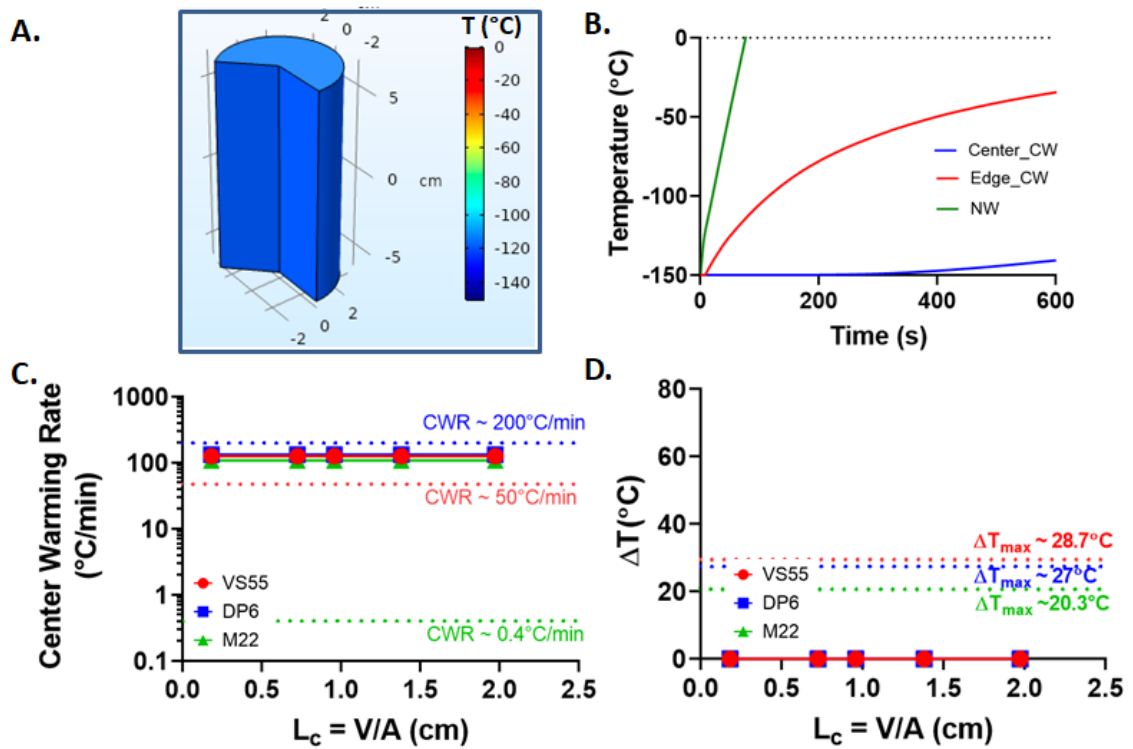 A.
T (°C)
2
0
-2
5
0 cm
-5
2
0
-2
0
-20
-40
-60
-80
-100
-120
-140
B.
Temperature (°C)
0
-50
-100
-150
Center_CW
Edge_CW
NW
0 200 400 600
Time (s)
C.
Center Warming Rate
(°C/min)
1000
100
10
1
0.1
CWR ~ 200°C/min
CWR ~ 50°C/min
VS55
DP6
M22
CWR ~ 0.4°C/min
0.0 0.5 1.0 1.5 2.0 2.5
Lc = V/A (cm)
D.
ΔT(°C)
80
60
40
20
0
ΔTmax ~ 28.7°C
ΔTmax ~ 27°C
ΔTmax ~20.3°C
VS55
DP6
M22
0.0 0.5 1.0 1.5 2.0 2.5
Lc = V/A (cm)